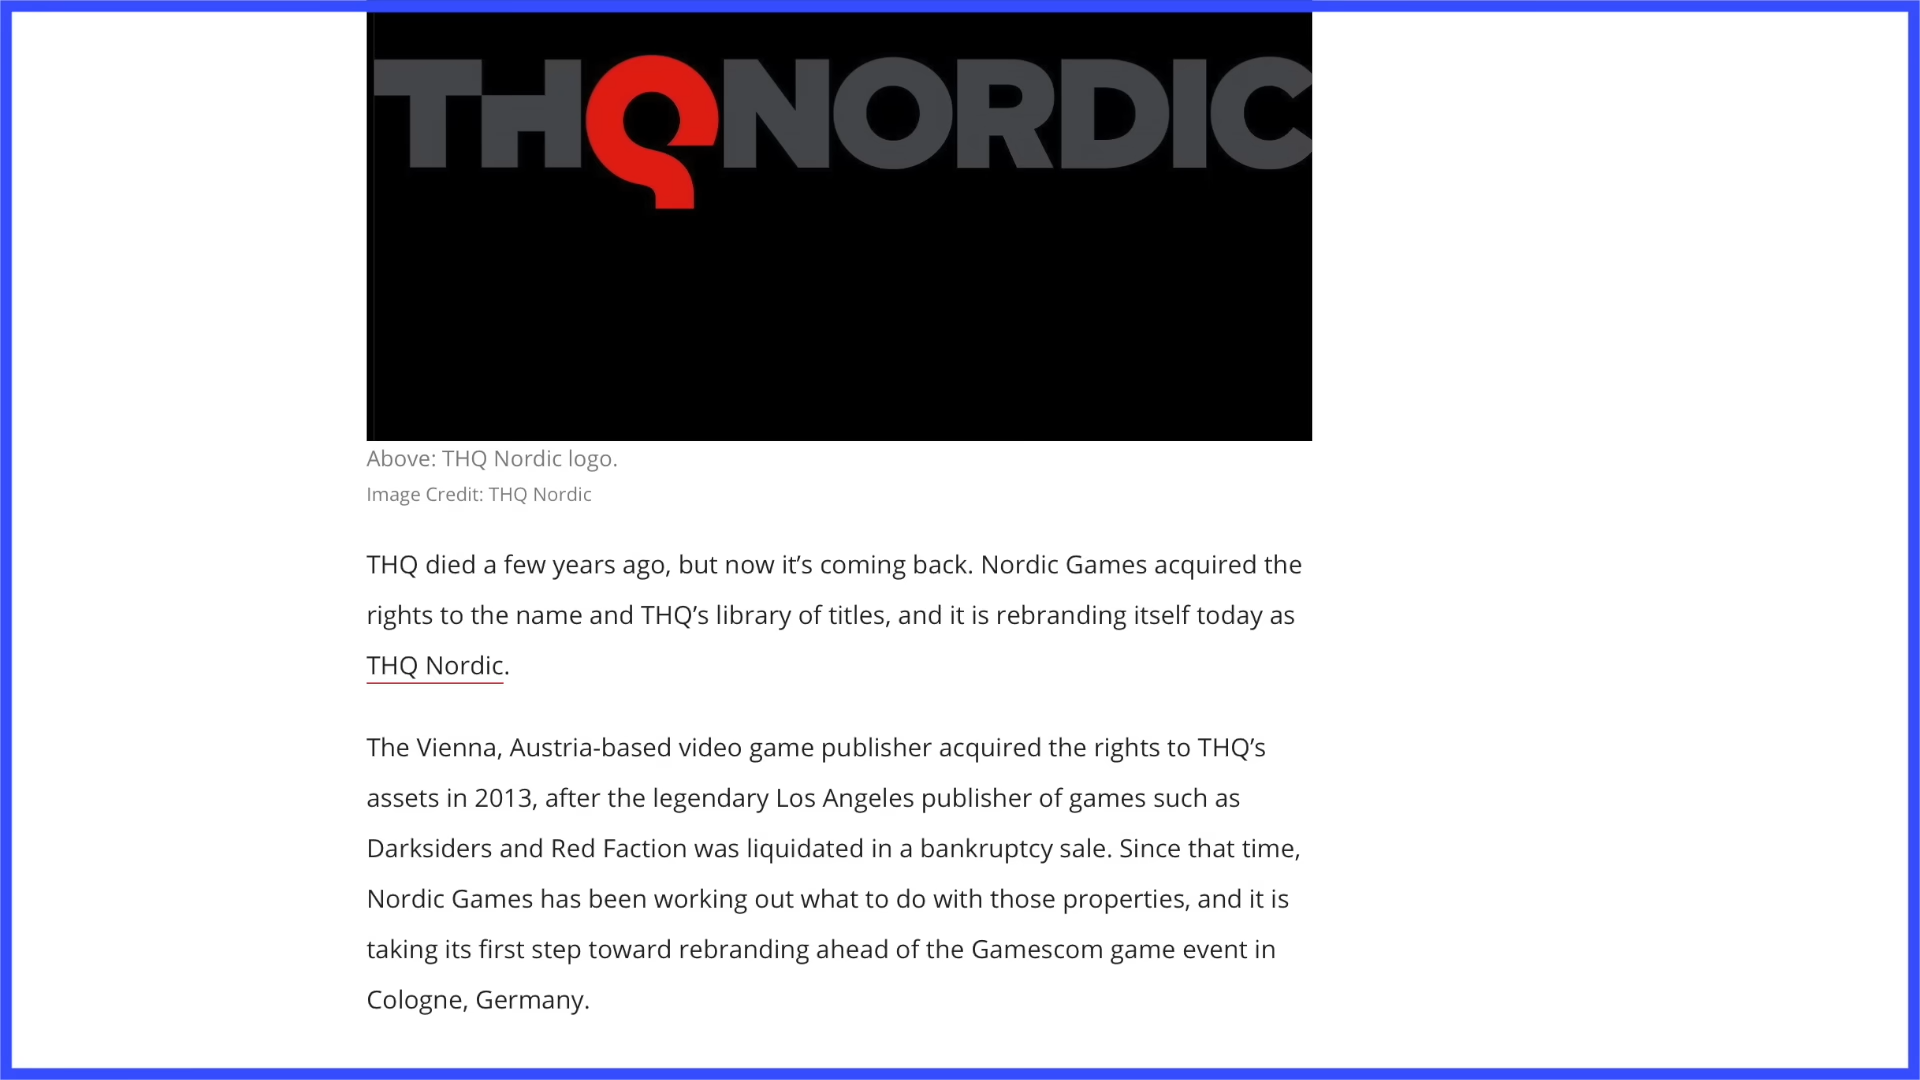 THQNORDIC
Above: THQ Nordic logo.
Image Credit: THQ Nordic
THQ died a few years ago, but now it’s coming back. Nordic Games acquired the
rights to the name and THQ’s library of titles, and it is rebranding itself today as
THQ Nordic.
The Vienna, Austria-based video game publisher acquired the rights to THQ’s
assets in 2013, after the legendary Los Angeles publisher of games such as
Darksiders and Red Faction was liquidated in a bankruptcy sale. Since that time,
Nordic Games has been working out what to do with those properties, and it is
taking its first step toward rebranding ahead of the Gamescom game event in
Cologne, Germany.